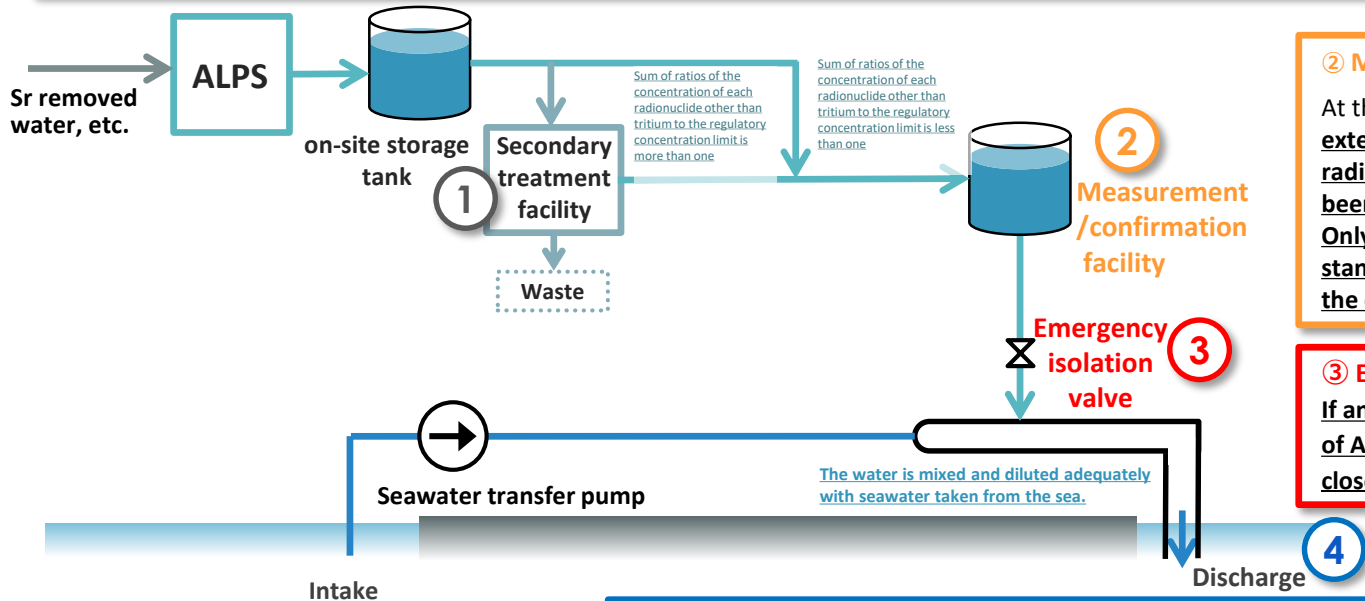 Sr removed
water, etc.
ALPS
on-site storage
tank
1
Secondary
treatment
facility
Waste
Sum of ratios of the
concentration of each
radionuclide other than
tritium to the regulatory
concentration limit is
more than one
Sum of ratios of the
concentration of each
radionuclide other than
tritium to the regulatory
concentration limit is less
than one
2
Measurement
/confirmation
facility
Emergency
isolation
valve
3
Seawater transfer pump
The water is mixed and diluted adequately
with seawater taken from the sea.
Intake
Discharge
4
② M
At th
exte
radi
been
Only
stan
the
③ E
If an
of A
clos